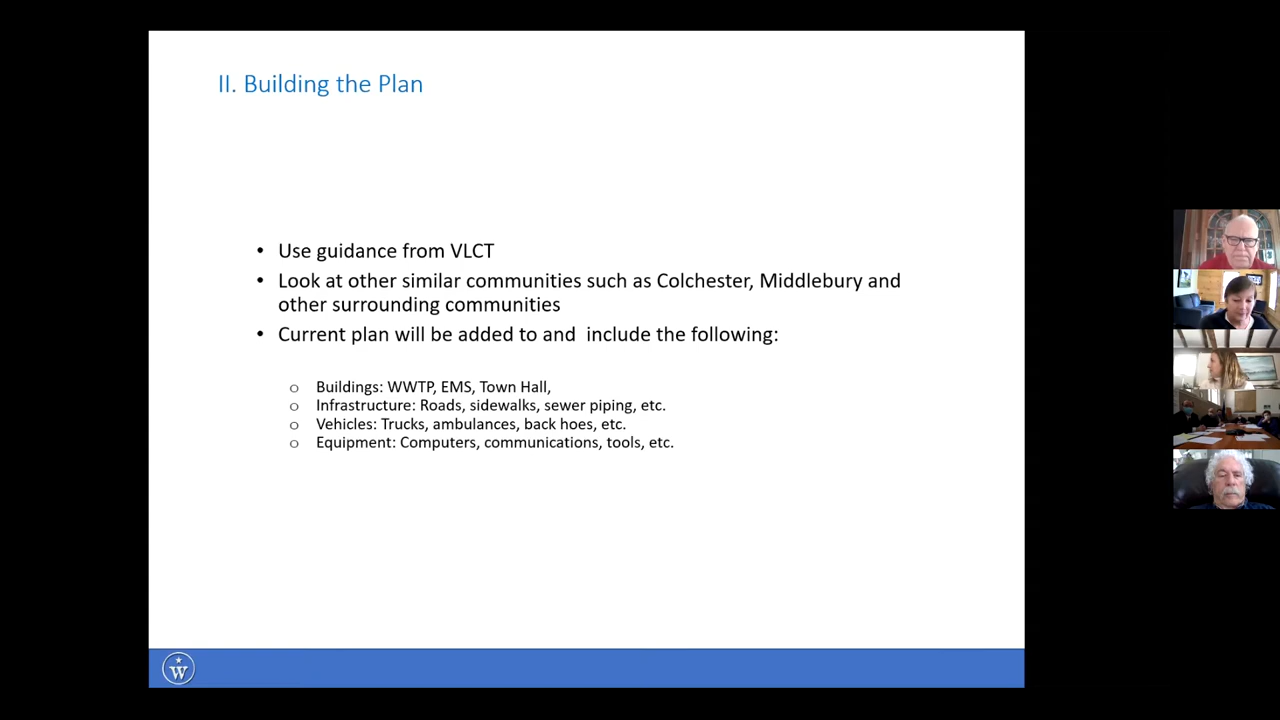 II. Building the Plan
• Use guidance from VLCT
• Look at other similar communities such as Colchester, Middlebury and
other surrounding communities
• Current plan will be added to and  include the following:
o Buildings: WWTP, EMS, Town Hall,
o Infrastructure: Roads, sidewalks, sewer piping, etc.
o Vehicles: Trucks, ambulances, back hoes, etc.
o Equipment: Computers, communications, tools, etc.
W